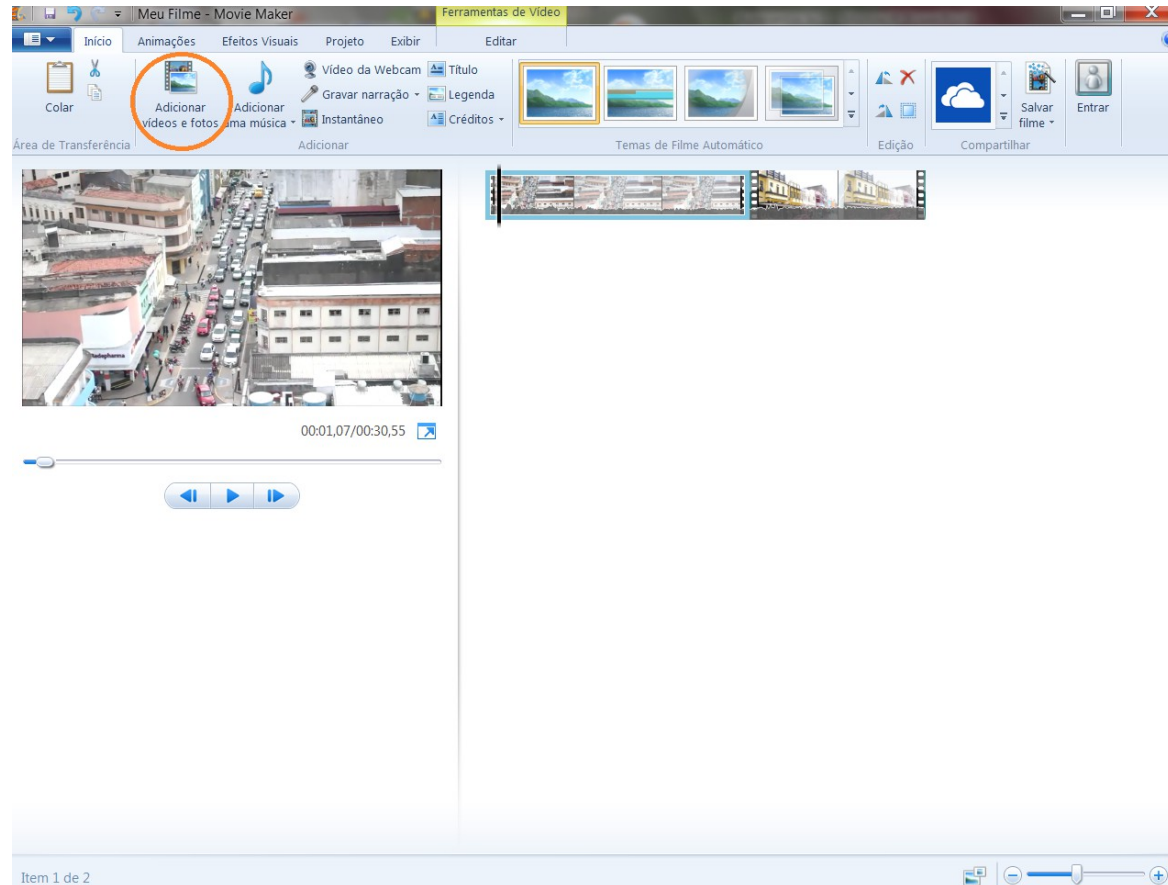 Meu Filme - Movie Maker
Ferramentas de Vídeo
Início Animações Efeitos Visuais Projeto Exibir Editar
Colar
Adicionar vídeos e fotos
Adicionar uma música
Vídeo da Webcam
Gravar narração
Instantâneo
Título
Legenda
Créditos
Salvar filme
Entrar
Área de Transferência
Adicionar
Temas de Filme Automático
Edição
Compartilhar
Redepharma
00:01,07/00:30,55
Item 1 de 2